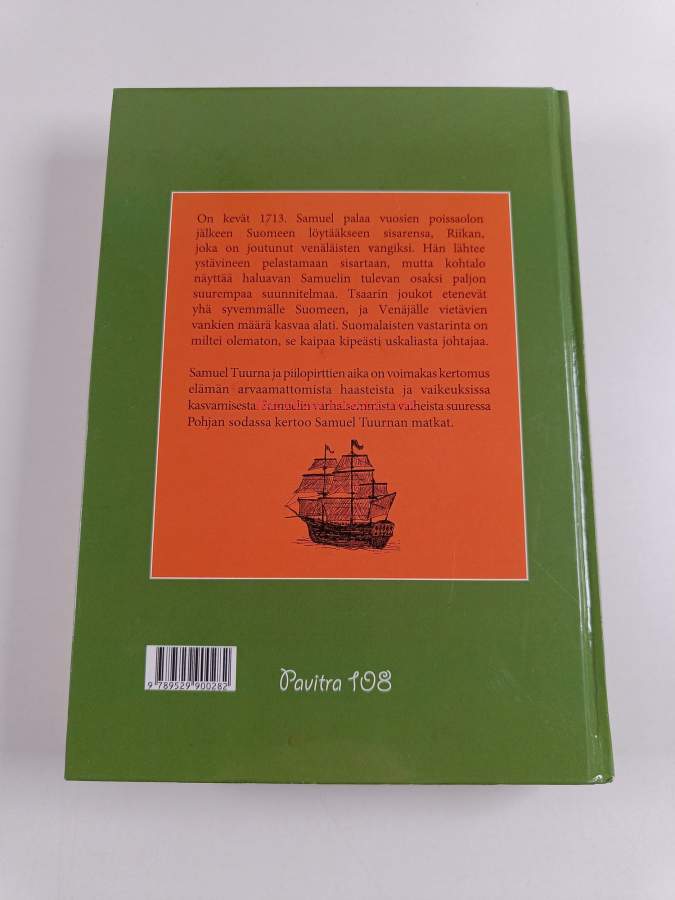 On kevät 1713. Samuel palaa vuosien poissaolon
jälkeen Suomeen löytääkseen sisarensa, Riikan,
joka on joutunut venäläisten vangiksi. Hän lähtee
ystävineen pelastamaan sisartaan, mutta kohtalo
näyttää haluavan Samuelin tulevan osaksi paljon
suurempaa suunnitelmaa. Tsaarin joukot etenevät
yhä syvemmälle Suomeen, ja Venäjälle vietävien
vankien määrä kasvaa alati. Suomalaisten vastarinta on
miltei olematon, se kaipaa kipeästi uskaliasta johtajaa.
Samuel Tuurna ja piilopirttien aika on voimakas kertomus
elämän arvaamattomista haasteista ja vaikeuksissa
kasvamisesta. Samuelin varhaisemmista vaiheista suuressa
Pohjan sodassa kertoo Samuel Tuurnan matkat.
9 789529 900282
Pavitra 108